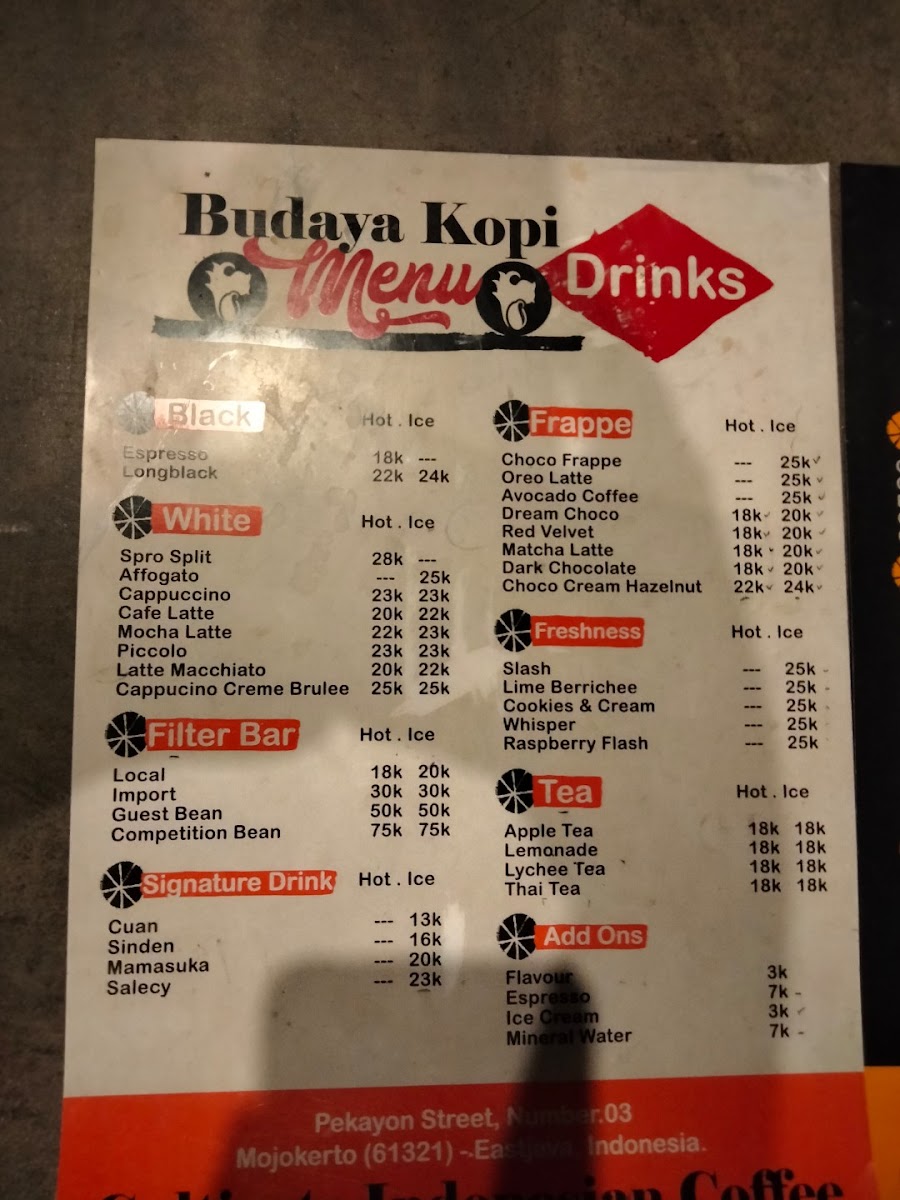 Budaya Kopi
Menu
Drinks
Black Hot . Ice
Espresso 18k ---
Longblack 22k 24k
White Hot . Ice
Spro Split 28k ---
Affogato --- 25k
Cappuccino 23k 23k
Cafe Latte 20k 22k
Mocha Latte 22k 23k
Piccolo 23k 23k
Latte Macchiato 20k 22k
Cappucino Creme Brulee 25k 25k
Filter Bar Hot . Ice
Local 18k 20k
Import 30k 30k
Guest Bean 50k 50k
Competition Bean 75k 75k
Signature Drink Hot . Ice
Cuan --- 13k
Sinden --- 16k
Mamasuka --- 20k
Salecy --- 23k
Frappe Hot . Ice
Choco Frappe --- 25k
Oreo Latte --- 25k
Avocado Coffee --- 25k
Dream Choco 18k 20k
Red Velvet 18k 20k
Matcha Latte 18k 20k
Dark Chocolate 18k 20k
Choco Cream Hazelnut 22k 24k
Freshness Hot . Ice
Slash --- 25k
Lime Berrichee --- 25k
Cookies & Cream --- 25k
Whisper --- 25k
Raspberry Flash --- 25k
Tea Hot . Ice
Apple Tea 18k 18k
Lemonade 18k 18k
Lychee Tea 18k 18k
Thai Tea 18k 18k
Add Ons
Flavour 3k
Espresso 7k
Ice Cream 3k
Mineral Water 7k
Pekayon Street, Number.03
Mojokerto (61321) - Eastjava, Indonesia.
Indonesian Coffee